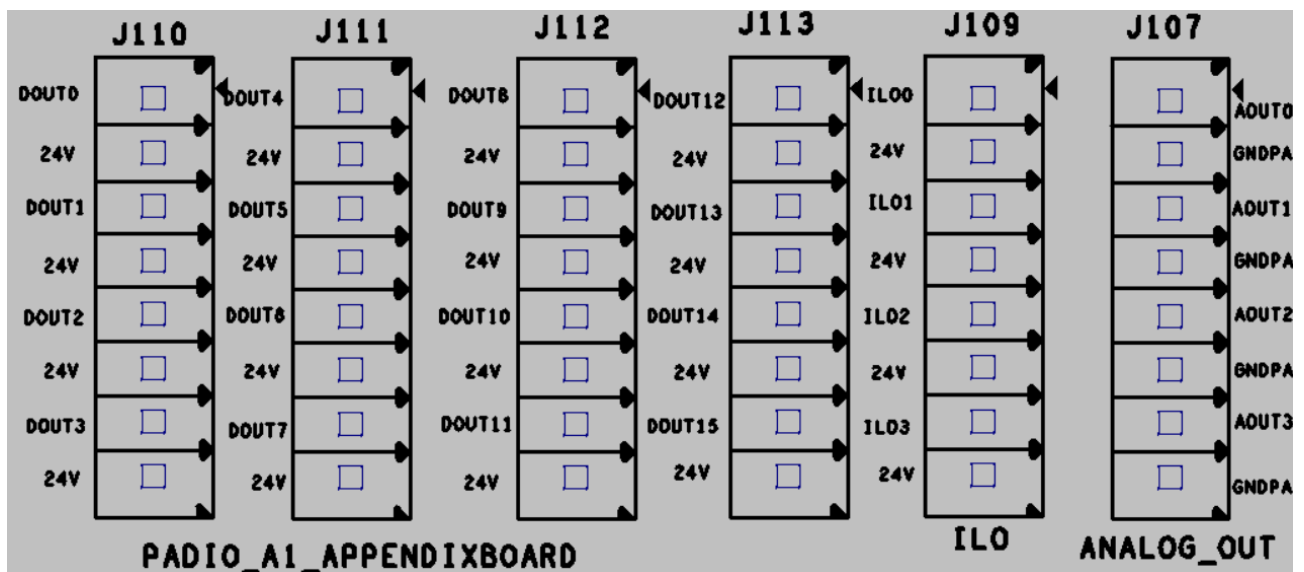 J110 J111 J112 J113 J109 J107
DOUT0 DOUT4 DOUT8 DOUT12 ILO0 AOUT0
24V 24V 24V 24V 24V GNDPA
DOUT1 DOUT5 DOUT9 DOUT13 ILO1 AOUT1
24V 24V 24V 24V 24V GNDPA
DOUT2 DOUT6 DOUT10 DOUT14 ILO2 AOUT2
24V 24V 24V 24V 24V GNDPA
DOUT3 DOUT7 DOUT11 DOUT15 ILO3 AOUT3
24V 24V 24V 24V 24V GNDPA
PADIO_A1_APPENDIXBOARD ILO ANALOG_OUT